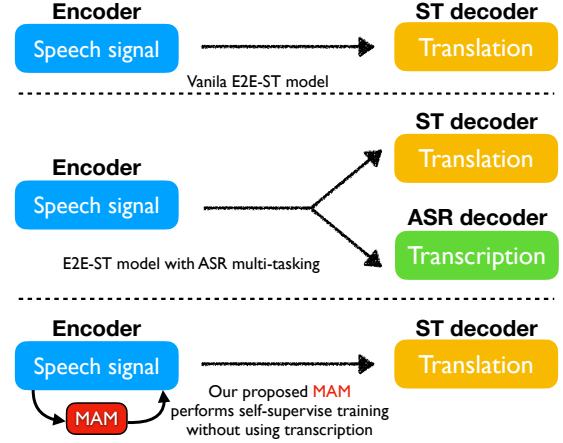 Encoder
ST decoder
Speech signal
Translation
Vanila E2E-ST model
ST decoder
Encoder
Translation
Speech signal
ASR decoder
Transcription
E2E-ST model with ASR multi-tasking
Encoder
ST decoder
Speech signal
Translation
MAM
Our proposed MAM
performs self-supervise training
without using transcription